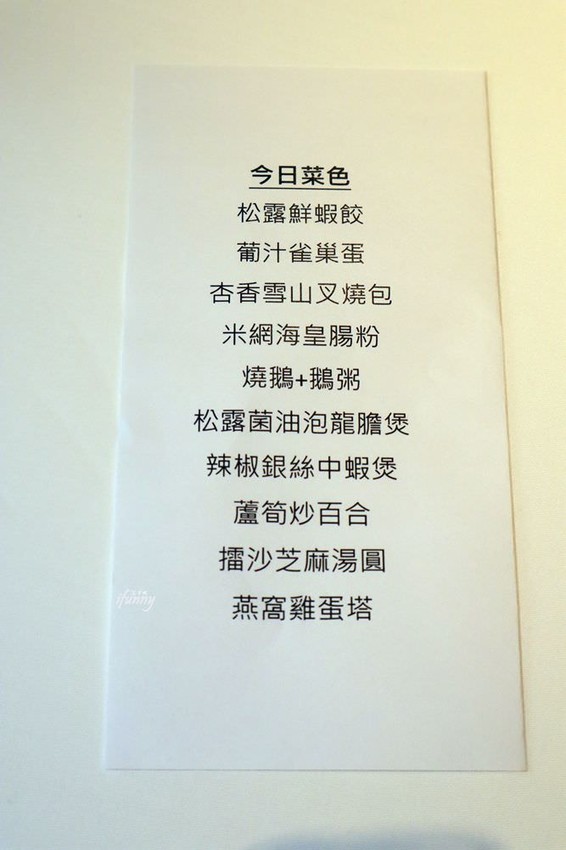 今日菜色
松露鮮蝦餃
葡汁雀巢蛋
杏香雪山叉燒包
米網海皇腸粉
燒鵝+鵝粥
松露菌油泡龍膽煲
辣椒銀絲中蝦煲
蘆筍炒百合
擂沙芝麻湯圓
燕窩雞蛋塔
ifunny